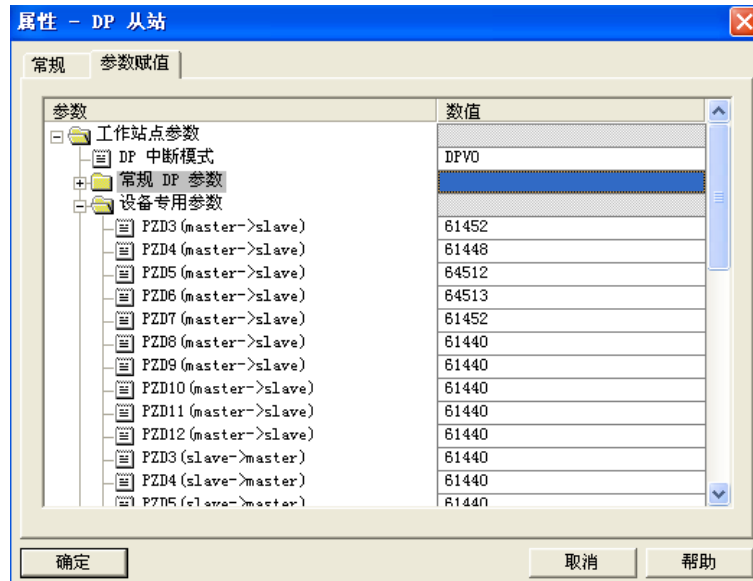 属性 - DP 从站
常规 参数赋值
参数 数值
工作站点参数
DP 中断模式 DPV0
常规 DP 参数
设备专用参数
PZD3(master->slave) 61452
PZD4(master->slave) 61448
PZD5(master->slave) 64512
PZD6(master->slave) 64513
PZD7(master->slave) 61452
PZD8(master->slave) 61440
PZD9(master->slave) 61440
PZD10(master->slave) 61440
PZD11(master->slave) 61440
PZD12(master->slave) 61440
PZD3(slave->master) 61440
PZD4(slave->master) 61440
PZD5(slave->master) 61440
确定 取消 帮助